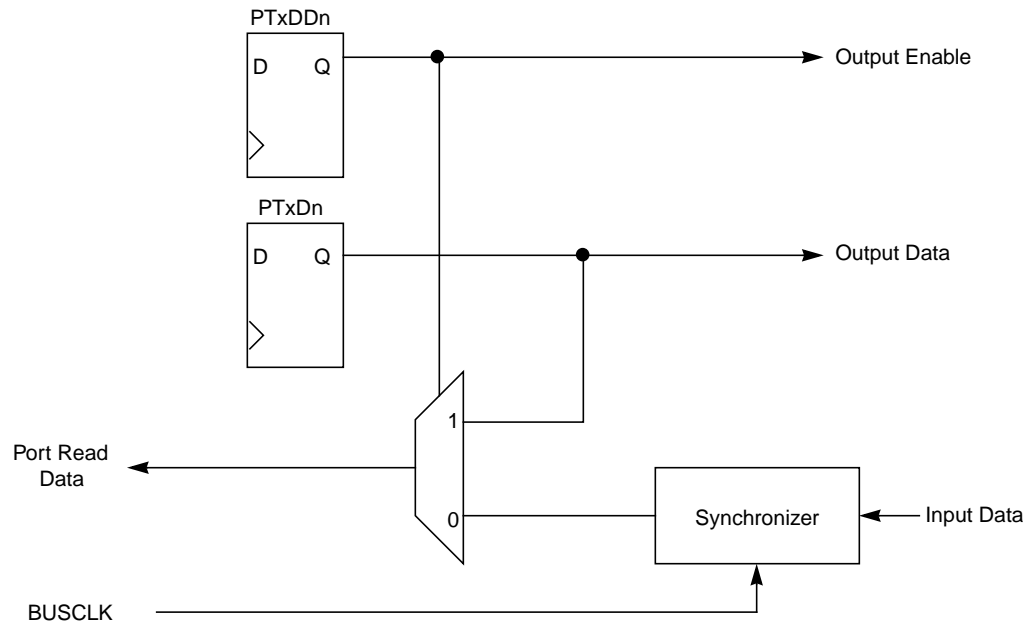 PTxDDn
D Q
Output Enable
PTxDn
D Q
Output Data
1
Port Read
Data
0
Synchronizer
Input Data
BUSCLK